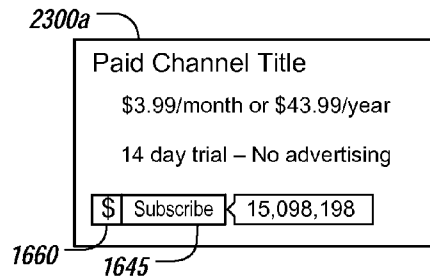 2300a
Paid Channel Title
$3.99/month or $43.99/year
14 day trial – No advertising
$ Subscribe 15,098,198
1660
1645